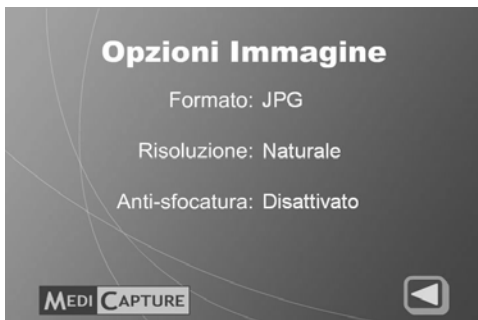 Opzioni Immagine
Formato: JPG
Risoluzione: Naturale
Anti-sfocatura: Disattivato
MEDI CAPTURE